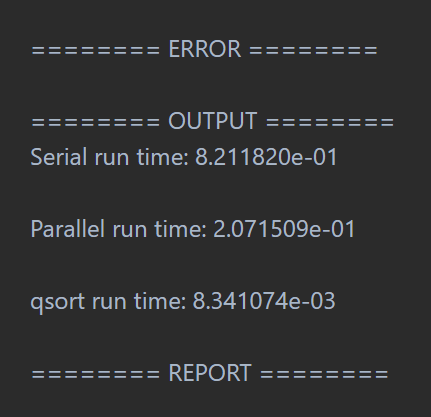 ======== ERROR ========
======== OUTPUT ========
Serial run time: 8.211820e-01
Parallel run time: 2.071509e-01
qsort run time: 8.341074e-03
======== REPORT ========